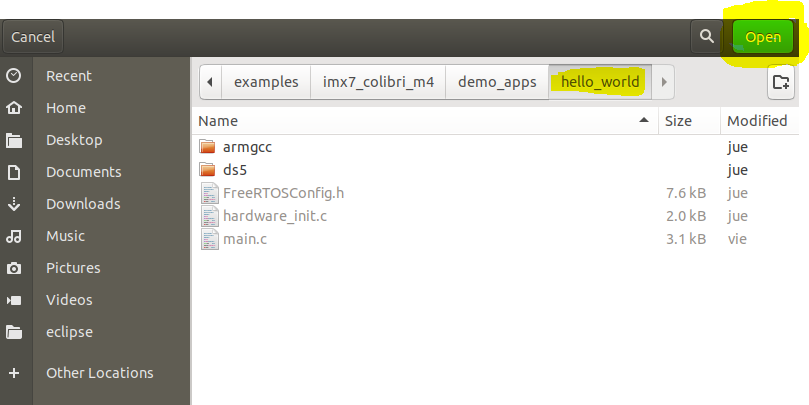 Cancel Open
Recent
Home
Desktop
Documents
Downloads
Music
Pictures
Videos
eclipse
Other Locations
examples imx7_colibri_m4 demo_apps hello_world
Name Size Modified
armgcc jue
ds5 jue
FreeRTOSConfig.h 7.6 kB jue
hardware_init.c 2.0 kB jue
main.c 3.1 kB vie